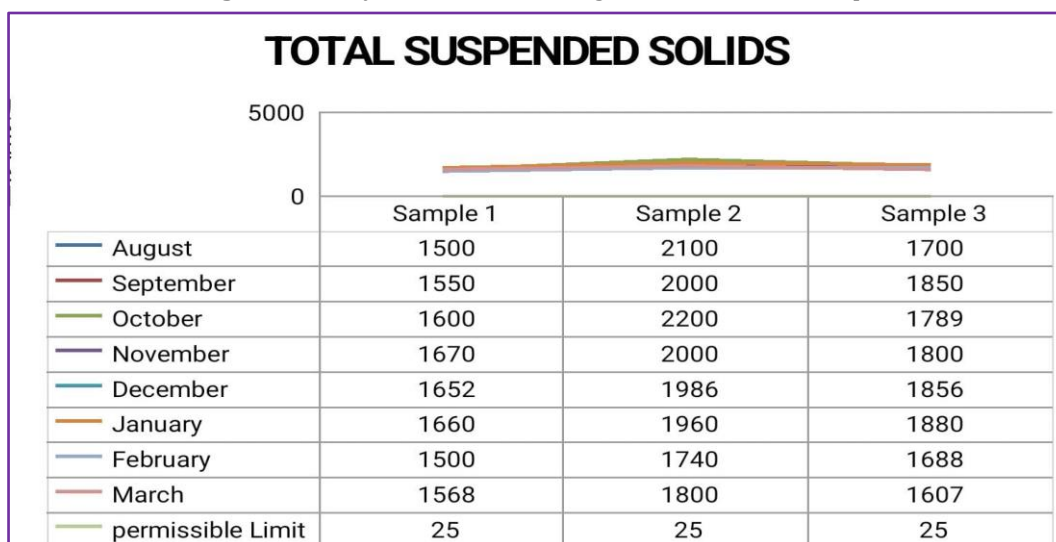 TOTAL SUSPENDED SOLIDS
5000
0
Sample 1 Sample 2 Sample 3
August 1500 2100 1700
September 1550 2000 1850
October 1600 2200 1789
November 1670 2000 1800
December 1652 1986 1856
January 1660 1960 1880
February 1500 1740 1688
March 1568 1800 1607
permissible Limit 25 25 25